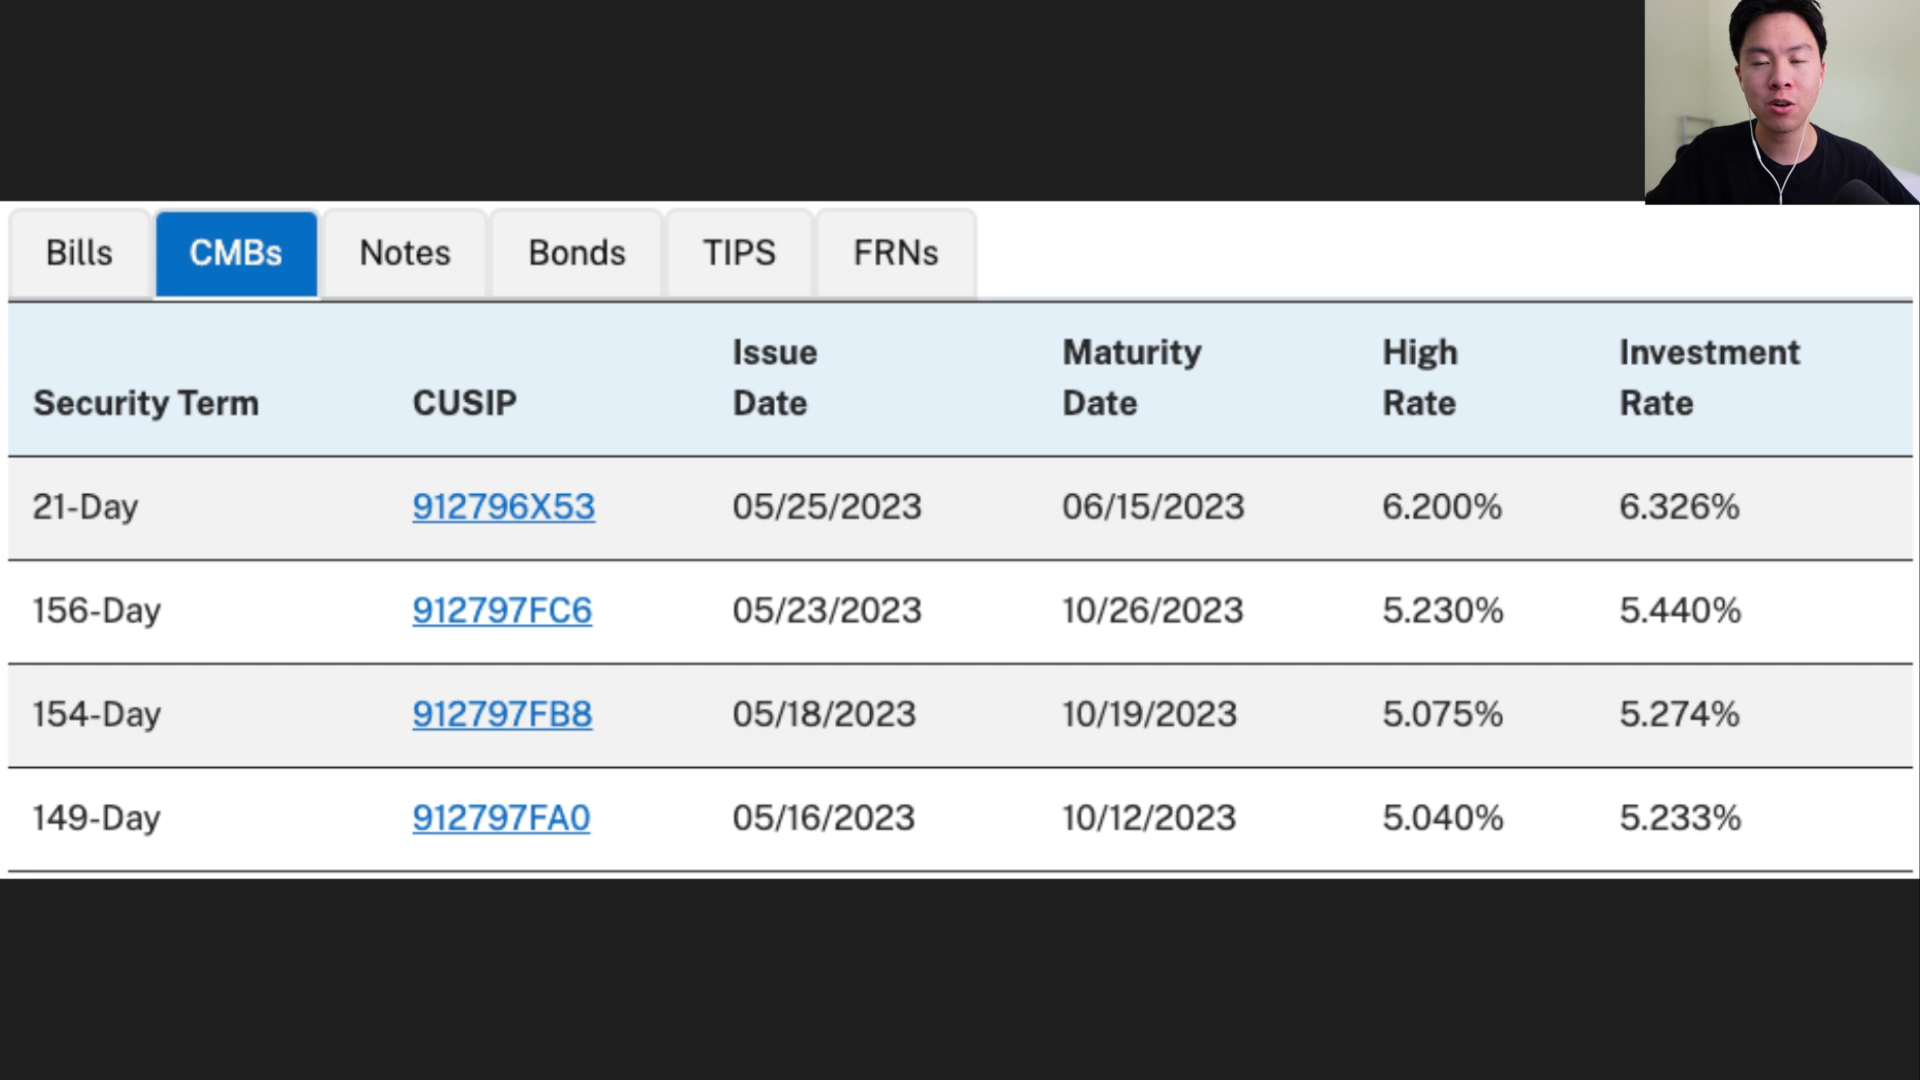 Bills CMBs Notes Bonds TIPS FRNs
Security Term CUSIP Issue Date Maturity Date High Rate Investment Rate
21-Day 912796X53 05/25/2023 06/15/2023 6.200% 6.326%
156-Day 912797FC6 05/23/2023 10/26/2023 5.230% 5.440%
154-Day 912797FB8 05/18/2023 10/19/2023 5.075% 5.274%
149-Day 912797FA0 05/16/2023 10/12/2023 5.040% 5.233%